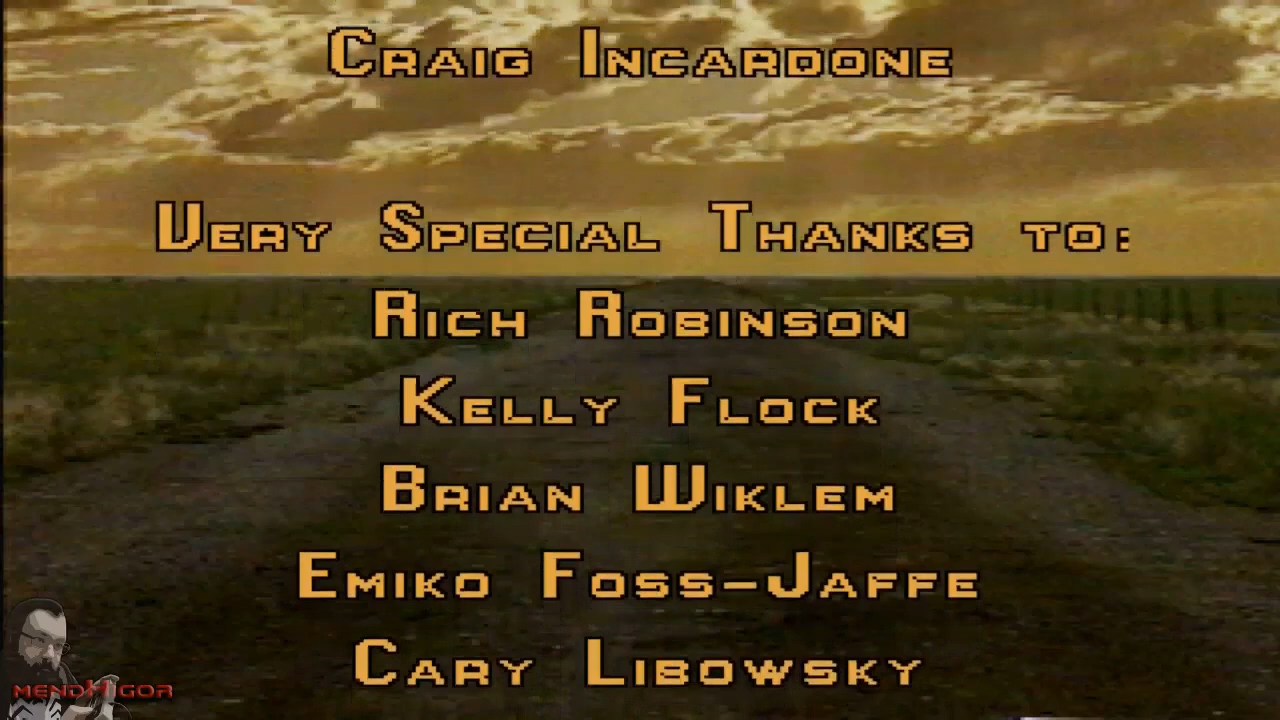 Craig Incardone
Very Special Thanks to:
Rich Robinson
Kelly Flock
Brian Wiklem
Emiko Foss-Jaffe
Cary Libowsky
mendHigor